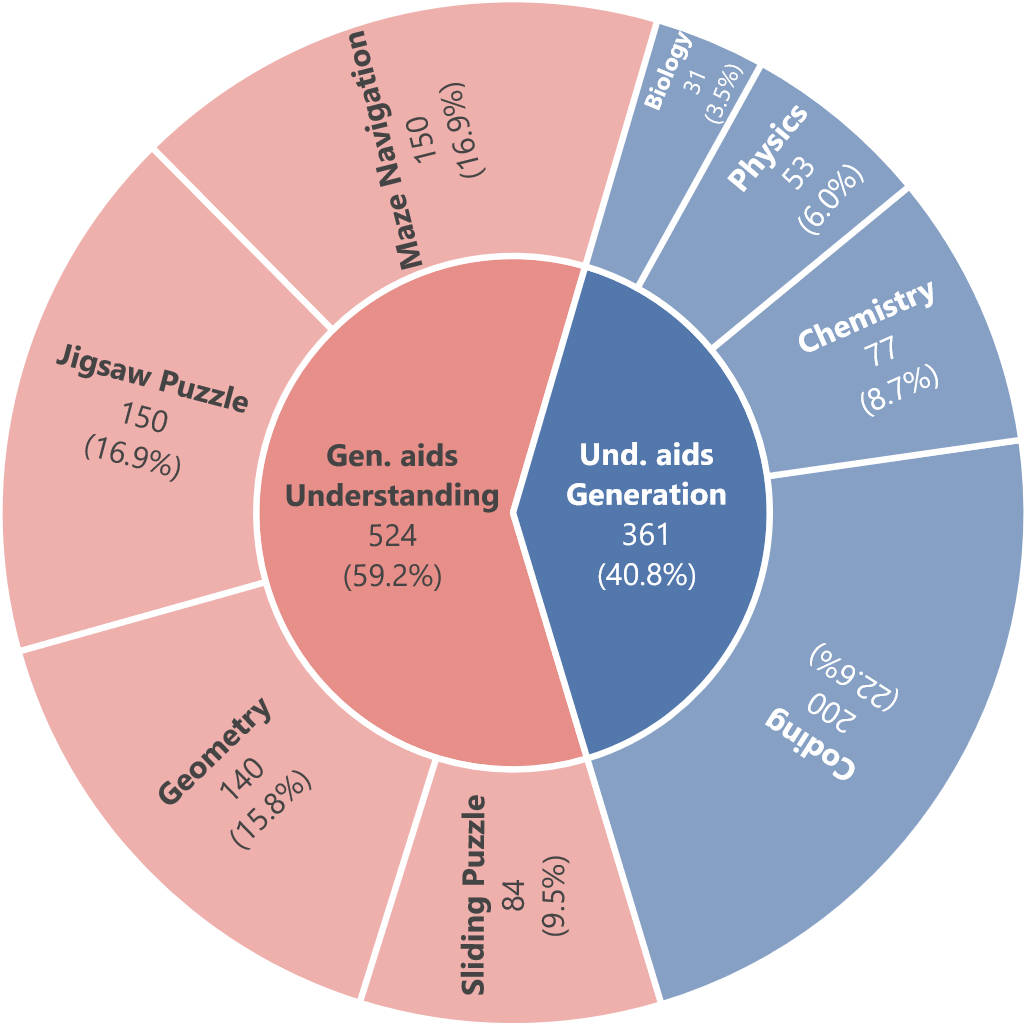 Gen. aids
Understanding
524
(59.2%)
Und. aids
Generation
361
(40.8%)
Maze Navigation
150
(16.9%)
Jigsaw Puzzle
150
(16.9%)
Geometry
140
(15.8%)
Sliding Puzzle
84
(9.5%)
Biology
31
(3.5%)
Physics
53
(6.0%)
Chemistry
77
(8.7%)
Coding
200
(22.6%)